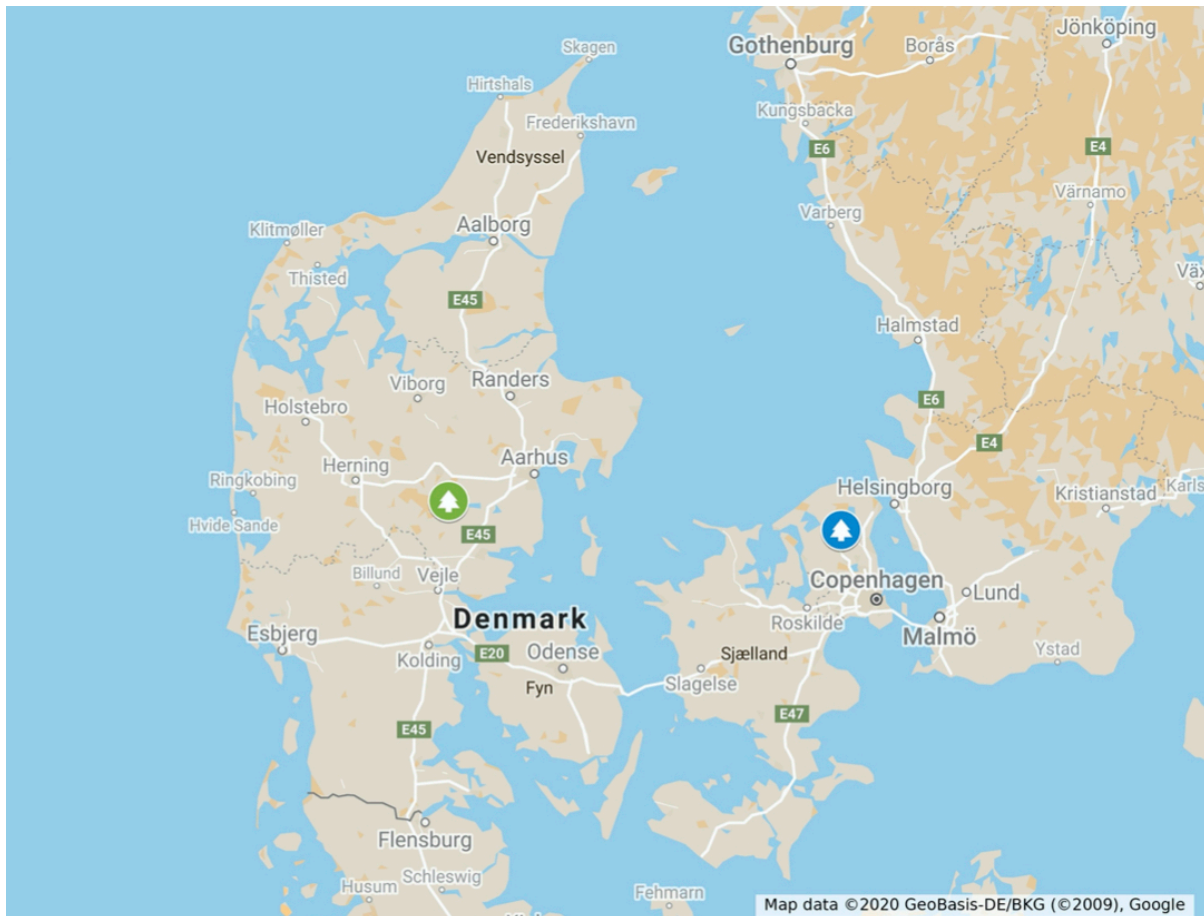 Skagen
Jönköping
Gothenburg
Borås
Hirtshals
Kungsbacka
Frederikshavn
E6
E4
Vendsyssel
Värnamo
Varberg
Klitmøller
Aalborg
Thisted
Väx
E45
Halmstad
Viborg
Randers
E6
Holstebro
E4
Aarhus
Herning
Ringkobing
Helsingborg
Karls
Kristianstad
Hvide Sande
E45
Billund
Vejle
Copenhagen
Lund
Denmark
Roskilde
Esbjerg
Malmö
Kolding
E20
Odense
Sjælland
Ystad
Slagelse
Fyn
E47
E45
Flensburg
Schleswig
Husum
Fehmarn
Map data ©2020 GeoBasis-DE/BKG (©2009), Google